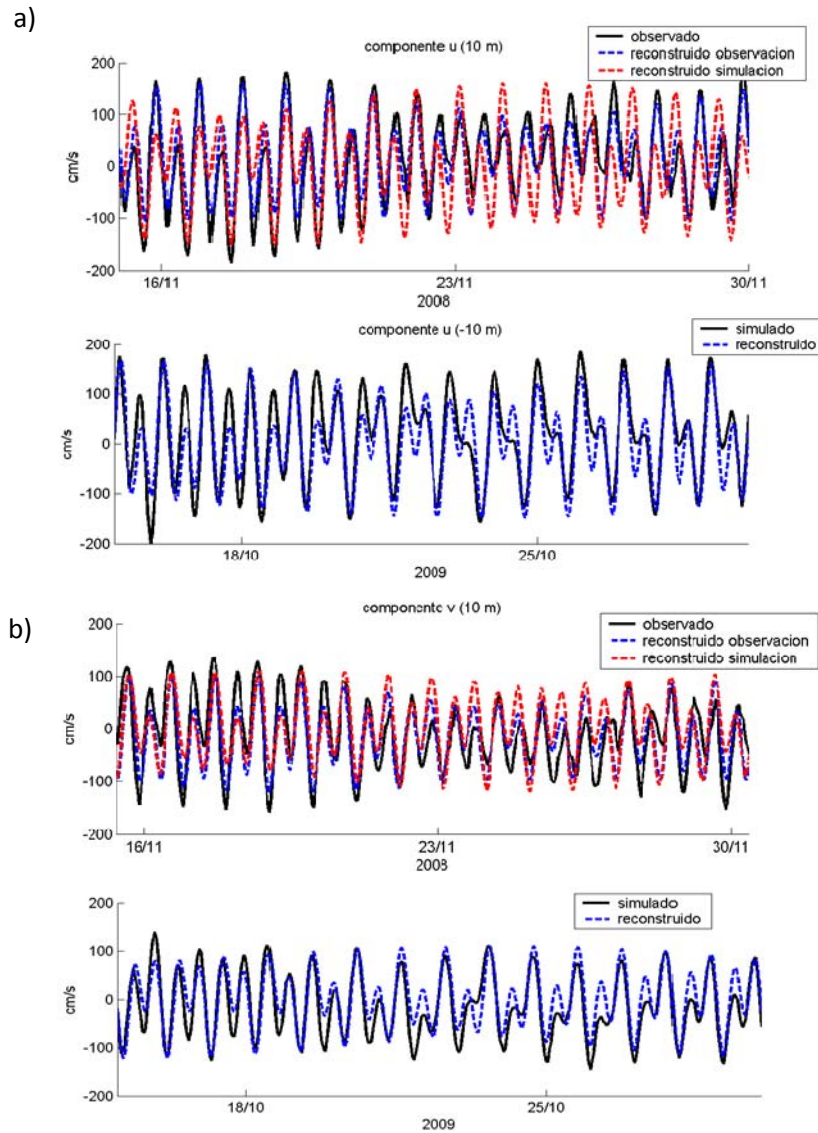 a)
componente u (10 m)
observado
reconstruido observacion
reconstruido simulacion
200
100
0
-100
-200
cm/s
16/11
23/11
30/11
2008
componente u (-10 m)
simulado
reconstruido
200
100
0
-100
-200
cm/s
18/10
25/10
2009
b)
componente v (10 m)
observado
reconstruido observacion
reconstruido simulacion
200
100
0
-100
-200
cm/s
16/11
23/11
30/11
2008
simulado
reconstruido
200
100
0
-100
-200
cm/s
18/10
25/10
2009